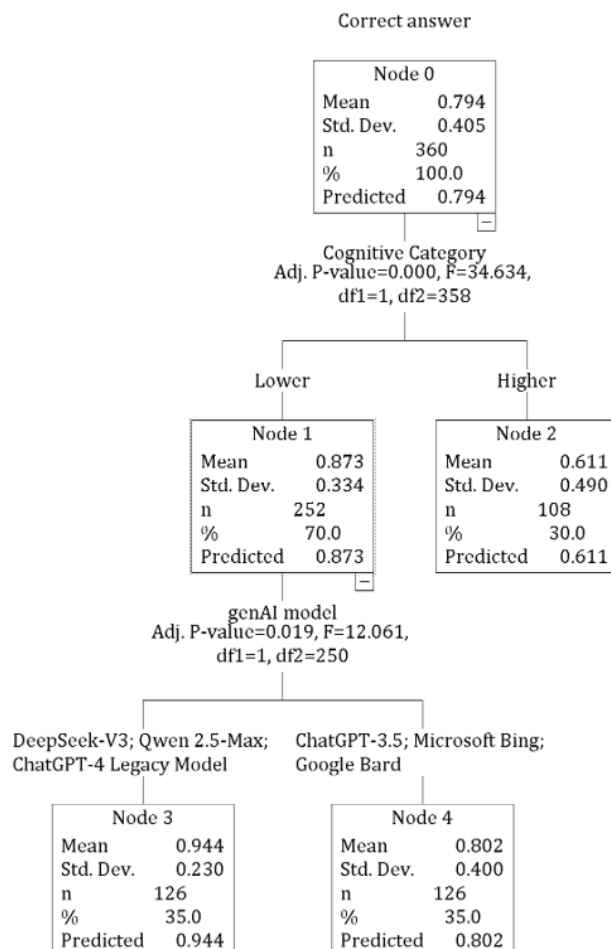 Correct answer
Node 0
Mean 0.794
Std. Dev. 0.405
n 360
% 100.0
Predicted 0.794
Cognitive Category
Adj. P-value=0.000, F=34.634,
df1=1, df2=358
Lower
Higher
Node 1
Mean 0.873
Std. Dev. 0.334
n 252
% 70.0
Predicted 0.873
Node 2
Mean 0.611
Std. Dev. 0.490
n 108
% 30.0
Predicted 0.611
genAI model
Adj. P-value=0.019, F=12.061,
df1=1, df2=250
DeepSeek-V3; Qwen 2.5-Max;
ChatGPT-4 Legacy Model
ChatGPT-3.5; Microsoft Bing;
Google Bard
Node 3
Mean 0.944
Std. Dev. 0.230
n 126
% 35.0
Predicted 0.944
Node 4
Mean 0.802
Std. Dev. 0.400
n 126
% 35.0
Predicted 0.802